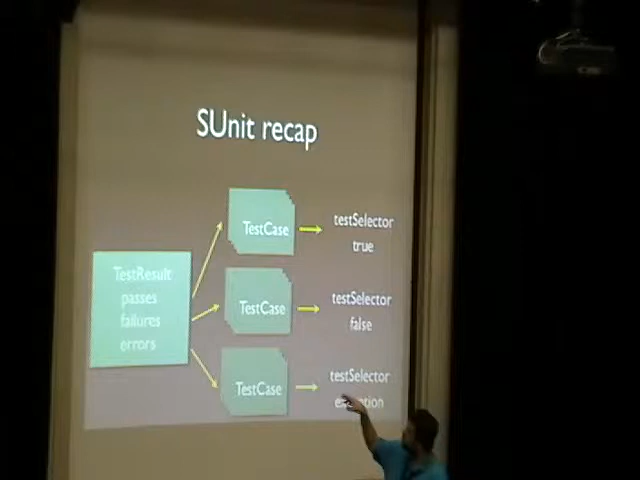 SUnit recap
TestResult
passes
failures
errors
TestCase
testSelector
true
TestCase
testSelector
false
TestCase
testSelector